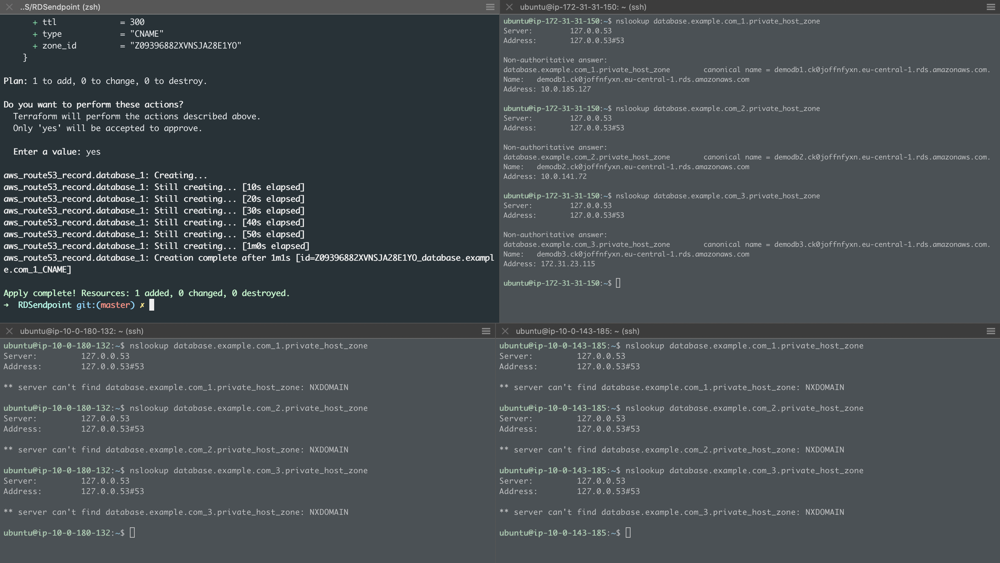 ..S/RDSendpoint (zsh)
+ ttl = 300
+ type = "CNAME"
+ zone_id = "Z09396882XVNSJA28E1YO"
}
Plan: 1 to add, 0 to change, 0 to destroy.
Do you want to perform these actions?
Terraform will perform the actions described above.
Only 'yes' will be accepted to approve.
Enter a value: yes
aws_route53_record.database_1: Creating...
aws_route53_record.database_1: Still creating... [10s elapsed]
aws_route53_record.database_1: Still creating... [20s elapsed]
aws_route53_record.database_1: Still creating... [30s elapsed]
aws_route53_record.database_1: Still creating... [40s elapsed]
aws_route53_record.database_1: Still creating... [50s elapsed]
aws_route53_record.database_1: Still creating... [1m0s elapsed]
aws_route53_record.database_1: Creation complete after 1m1s [id=Z09396882XVNSJA28E1YO_database.exampl
e.com_1_CNAME]
Apply complete! Resources: 1 added, 0 changed, 0 destroyed.
→ RDSendpoint git:(master) ✗
ubuntu@ip-172-31-31-150: ~ (ssh)
ubuntu@ip-172-31-31-150:~$ nslookup database.example.com_1.private_host_zone
Server: 127.0.0.53
Address: 127.0.0.53#53
Non-authoritative answer:
database.example.com_1.private_host_zone canonical name = demodb1.ck0joffnfyxn.eu-central-1.rds.amazonaws.com.
Name: demodb1.ck0joffnfyxn.eu-central-1.rds.amazonaws.com
Address: 10.0.185.127
ubuntu@ip-172-31-31-150:~$ nslookup database.example.com_2.private_host_zone
Server: 127.0.0.53
Address: 127.0.0.53#53
Non-authoritative answer:
database.example.com_2.private_host_zone canonical name = demodb2.ck0joffnfyxn.eu-central-1.rds.amazonaws.com.
Name: demodb2.ck0joffnfyxn.eu-central-1.rds.amazonaws.com
Address: 10.0.141.72
ubuntu@ip-172-31-31-150:~$ nslookup database.example.com_3.private_host_zone
Server: 127.0.0.53
Address: 127.0.0.53#53
Non-authoritative answer:
database.example.com_3.private_host_zone canonical name = demodb3.ck0joffnfyxn.eu-central-1.rds.amazonaws.com.
Name: demodb3.ck0joffnfyxn.eu-central-1.rds.amazonaws.com
Address: 172.31.23.115
ubuntu@ip-172-31-31-150:~$
ubuntu@ip-10-0-180-132: ~ (ssh)
ubuntu@ip-10-0-180-132:~$ nslookup database.example.com_1.private_host_zone
Server: 127.0.0.53
Address: 127.0.0.53#53
** server can't find database.example.com_1.private_host_zone: NXDOMAIN
ubuntu@ip-10-0-180-132:~$ nslookup database.example.com_2.private_host_zone
Server: 127.0.0.53
Address: 127.0.0.53#53
** server can't find database.example.com_2.private_host_zone: NXDOMAIN
ubuntu@ip-10-0-180-132:~$ nslookup database.example.com_3.private_host_zone
Server: 127.0.0.53
Address: 127.0.0.53#53
** server can't find database.example.com_3.private_host_zone: NXDOMAIN
ubuntu@ip-10-0-180-132:~$
ubuntu@ip-10-0-143-185: ~ (ssh)
ubuntu@ip-10-0-143-185:~$ nslookup database.example.com_1.private_host_zone
Server: 127.0.0.53
Address: 127.0.0.53#53
** server can't find database.example.com_1.private_host_zone: NXDOMAIN
ubuntu@ip-10-0-143-185:~$ nslookup database.example.com_2.private_host_zone
Server: 127.0.0.53
Address: 127.0.0.53#53
** server can't find database.example.com_2.private_host_zone: NXDOMAIN
ubuntu@ip-10-0-143-185:~$ nslookup database.example.com_3.private_host_zone
Server: 127.0.0.53
Address: 127.0.0.53#53
** server can't find database.example.com_3.private_host_zone: NXDOMAIN
ubuntu@ip-10-0-143-185:~$